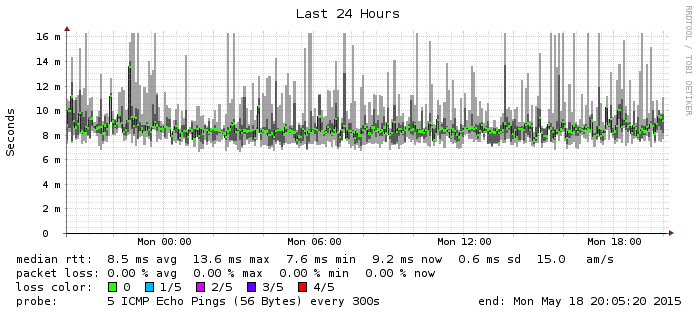 Last 24 Hours
RRDTOOL / TOBI OETIKER
Seconds
16 m
14 m
12 m
10 m
8 m
6 m
4 m
2 m
0
Mon 00:00 Mon 06:00 Mon 12:00 Mon 18:00
median rtt: 8.5 ms avg 13.6 ms max 7.6 ms min 9.2 ms now 0.6 ms sd 15.0 am/s
packet loss: 0.00 % avg 0.00 % max 0.00 % min 0.00 % now
loss color: 0 1/5 2/5 3/5 4/5
probe: 5 ICMP Echo Pings (56 Bytes) every 300s end: Mon May 18 20:05:20 2015